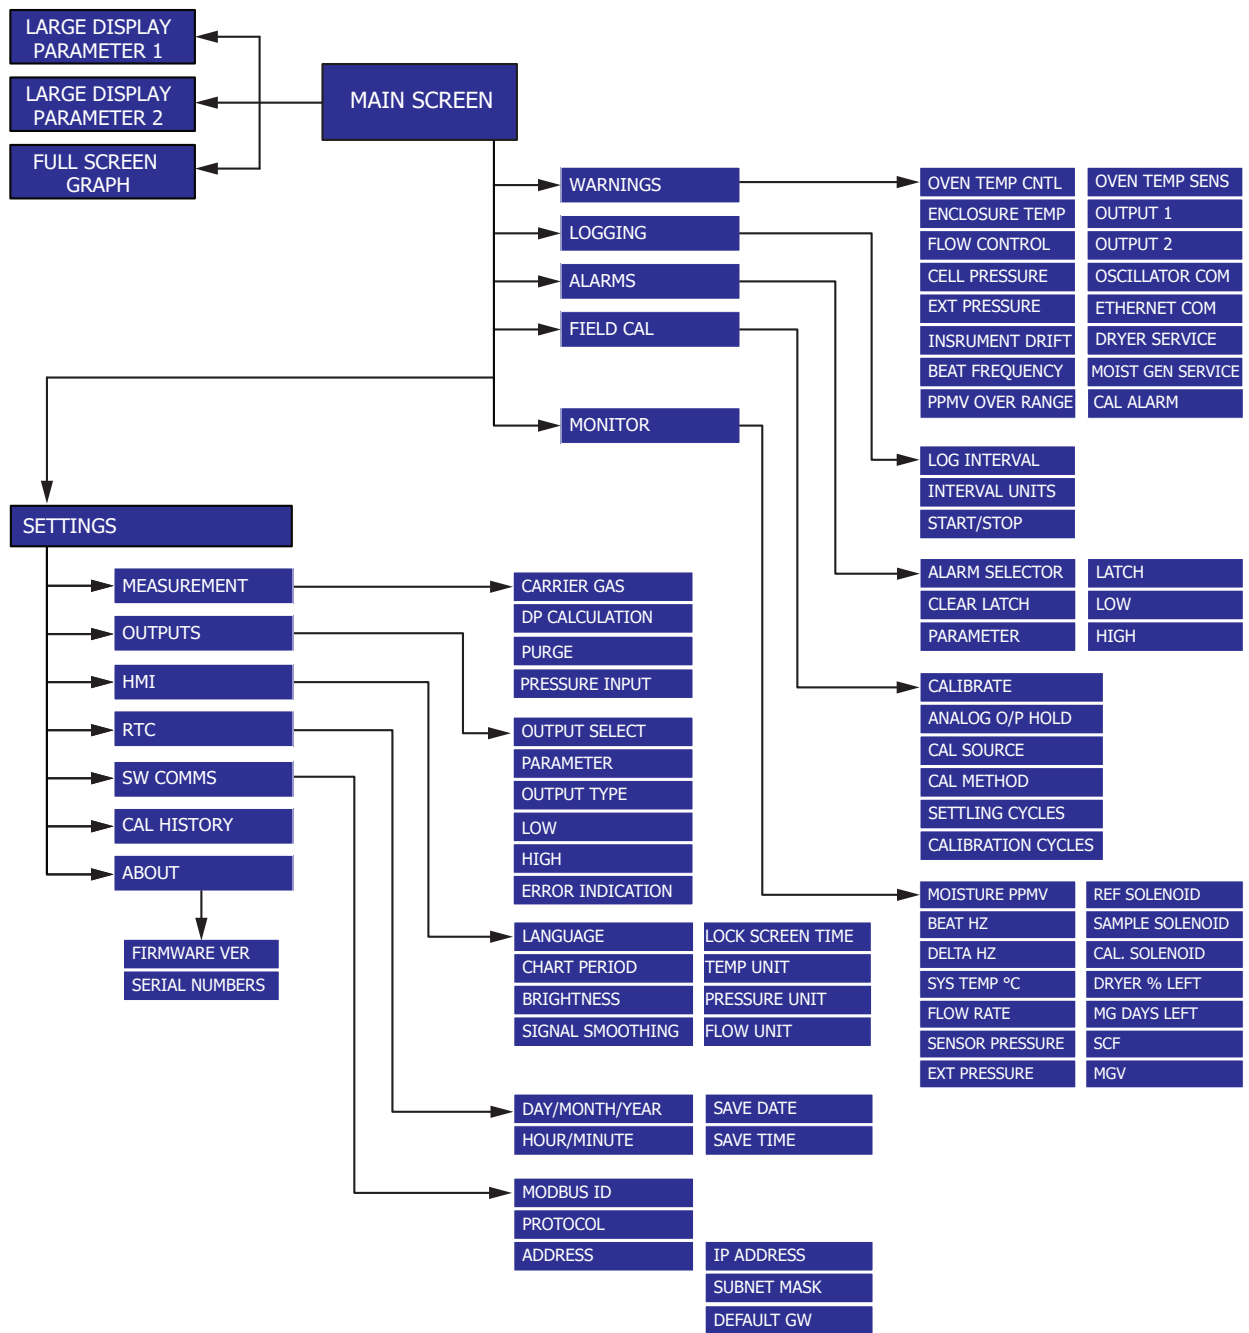 LARGE DISPLAY
PARAMETER 1
LARGE DISPLAY
PARAMETER 2
FULL SCREEN
GRAPH
MAIN SCREEN
WARNINGS
LOGGING
ALARMS
FIELD CAL
MONITOR
OVEN TEMP CNTL
ENCLOSURE TEMP
FLOW CONTROL
CELL PRESSURE
EXT PRESSURE
INSRUMENT DRIFT
BEAT FREQUENCY
PPMV OVER RANGE
OVEN TEMP SENS
OUTPUT 1
OUTPUT 2
OSCILLATOR COM
ETHERNET COM
DRYER SERVICE
MOIST GEN SERVICE
CAL ALARM
LOG INTERVAL
INTERVAL UNITS
START/STOP
ALARM SELECTOR
CLEAR LATCH
PARAMETER
LATCH
LOW
HIGH
CALIBRATE
ANALOG O/P HOLD
CAL SOURCE
CAL METHOD
SETTLING CYCLES
CALIBRATION CYCLES
MOISTURE PPMV
BEAT HZ
DELTA HZ
SYS TEMP °C
FLOW RATE
SENSOR PRESSURE
EXT PRESSURE
REF SOLENOID
SAMPLE SOLENOID
CAL. SOLENOID
DRYER % LEFT
MG DAYS LEFT
SCF
MGV
SETTINGS
MEASUREMENT
OUTPUTS
HMI
RTC
SW COMMS
CAL HISTORY
ABOUT
FIRMWARE VER
SERIAL NUMBERS
CARRIER GAS
DP CALCULATION
PURGE
PRESSURE INPUT
OUTPUT SELECT
PARAMETER
OUTPUT TYPE
LOW
HIGH
ERROR INDICATION
LANGUAGE
CHART PERIOD
BRIGHTNESS
SIGNAL SMOOTHING
LOCK SCREEN TIME
TEMP UNIT
PRESSURE UNIT
FLOW UNIT
DAY/MONTH/YEAR
HOUR/MINUTE
SAVE DATE
SAVE TIME
MODBUS ID
PROTOCOL
ADDRESS
IP ADDRESS
SUBNET MASK
DEFAULT GW